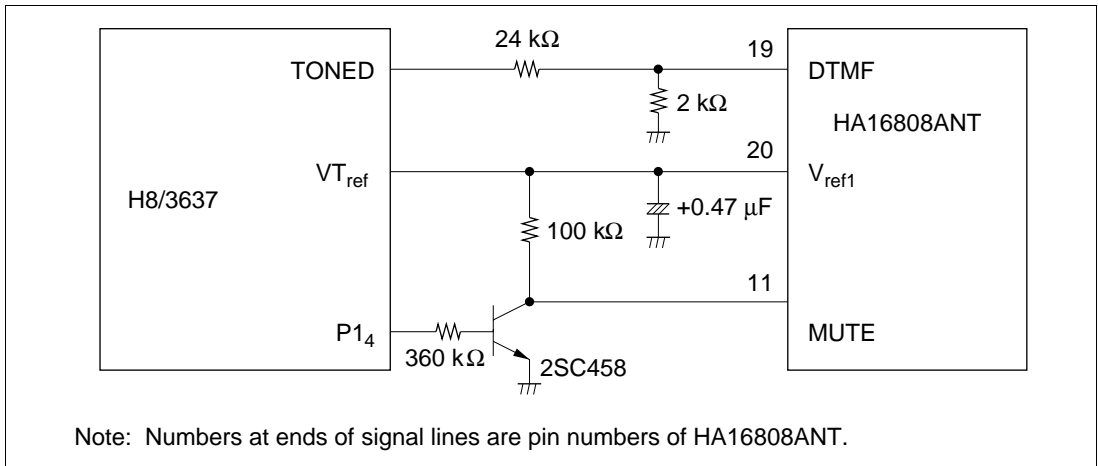 24 kΩ
19
TONED
DTMF
2 kΩ
HA16808ANT
20
VTref
Vref1
H8/3637
+0.47 μF
100 kΩ
11
P14
MUTE
360 kΩ
2SC458
Note: Numbers at ends of signal lines are pin numbers of HA16808ANT.